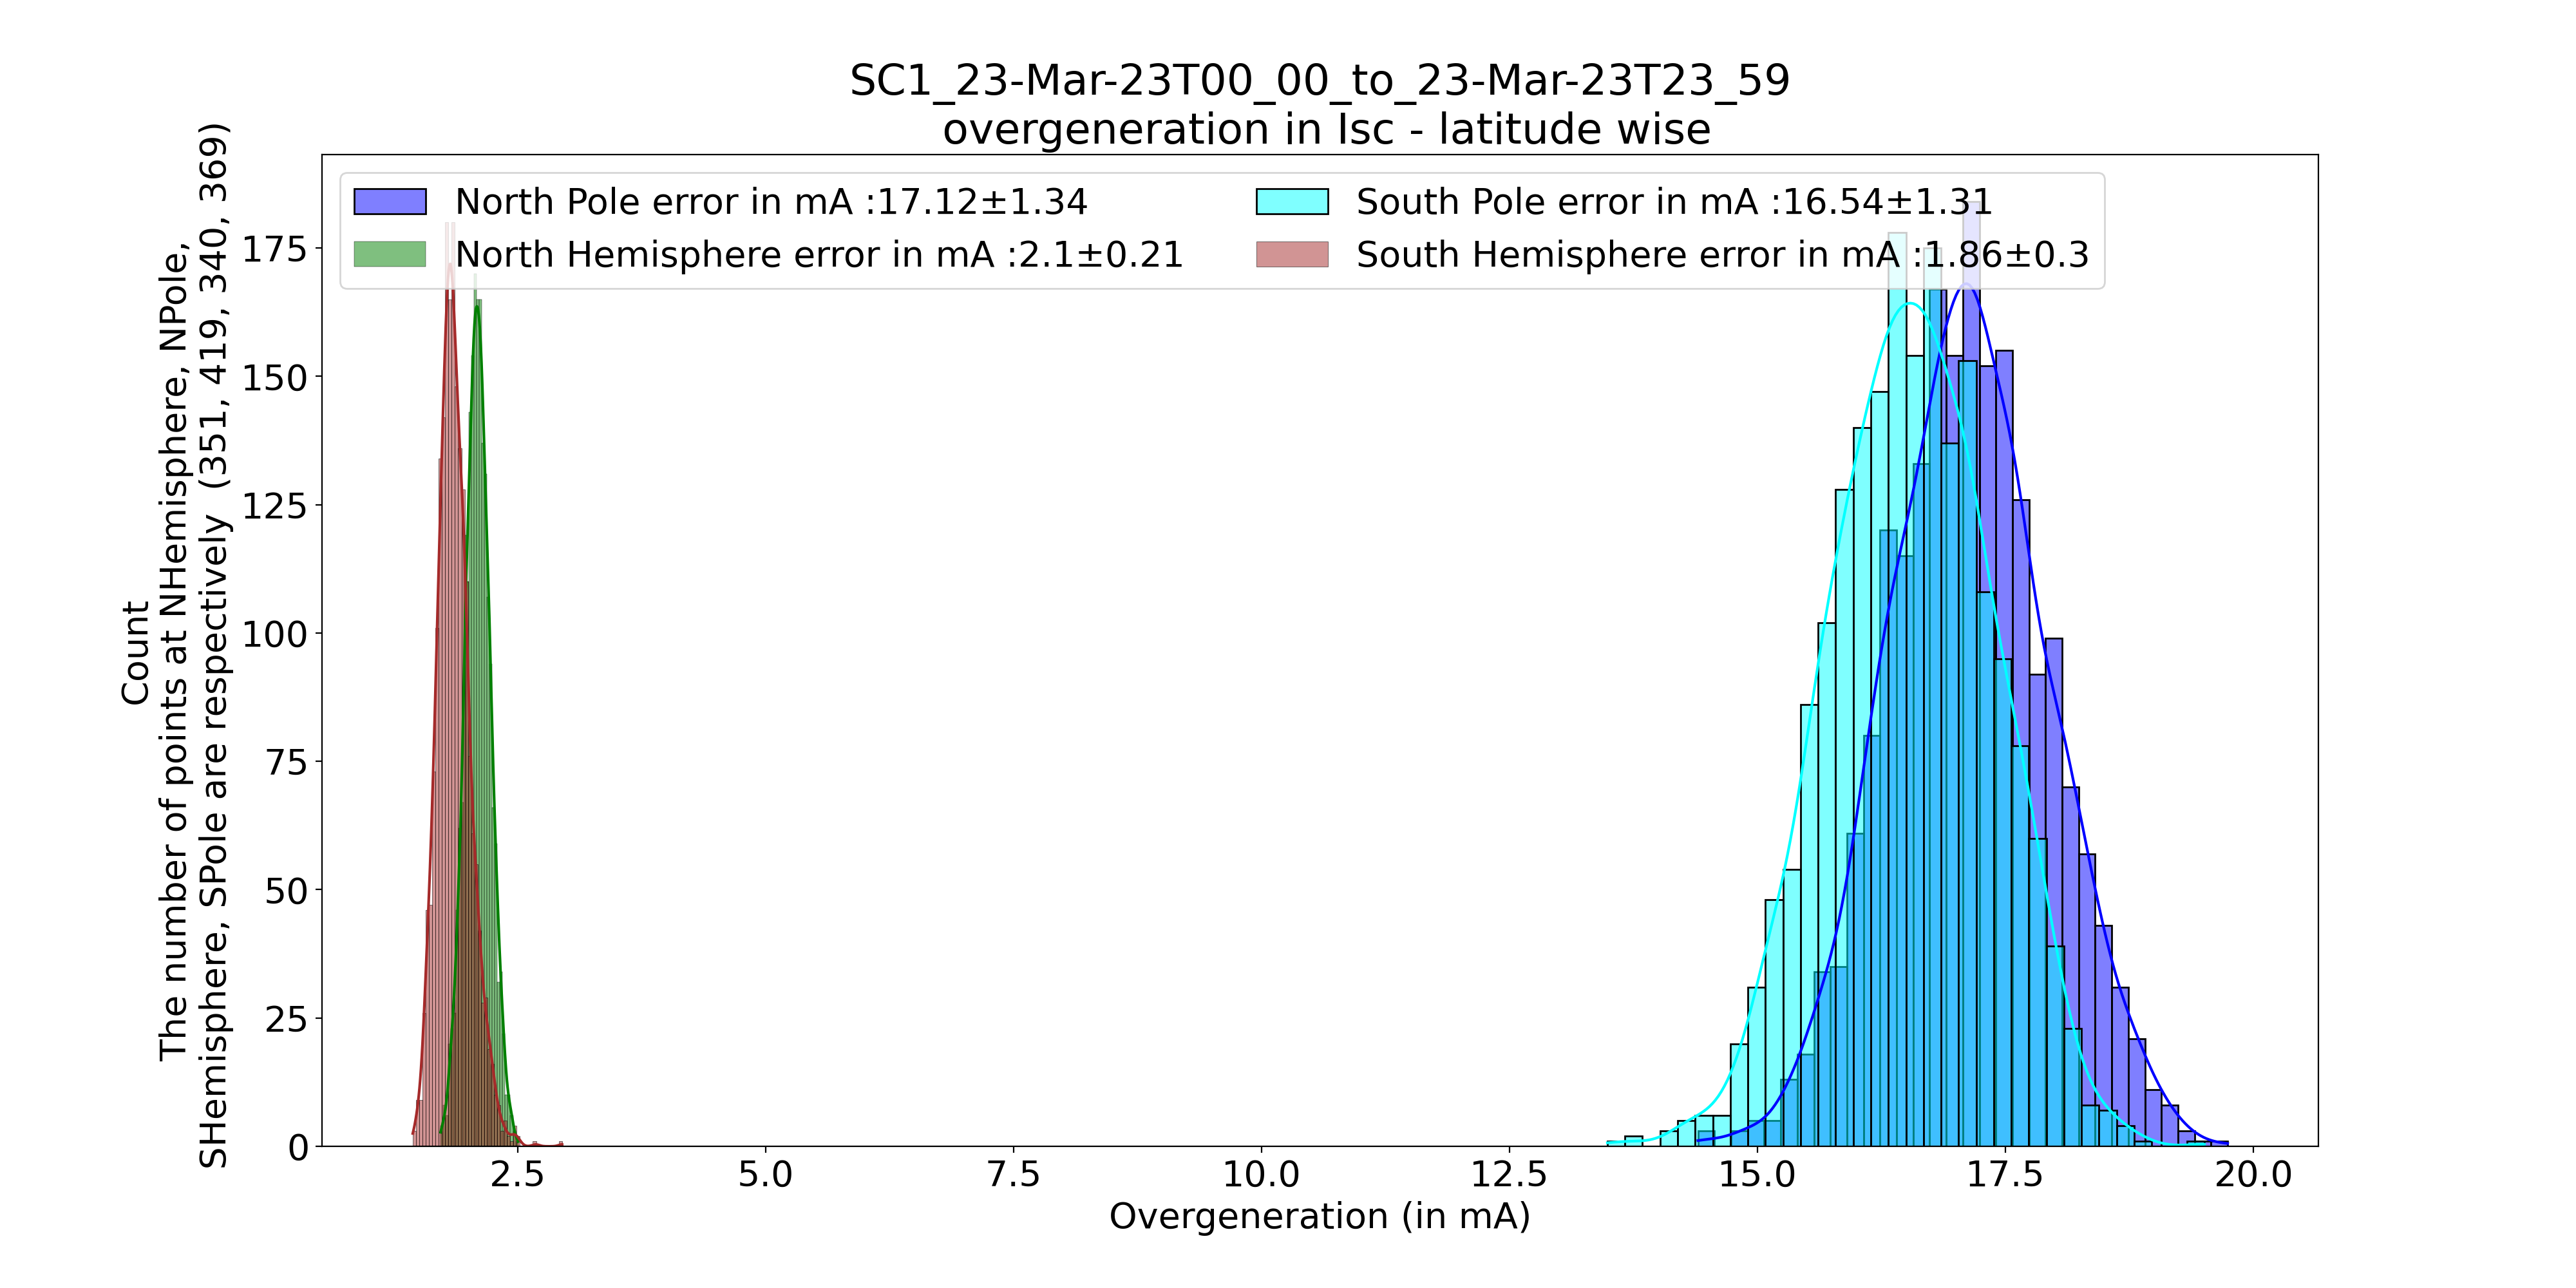 SC1_23-Mar-23T00_00_to_23-Mar-23T23_59
overgeneration in Isc - latitude wise
North Pole error in mA :17.12±1.34
North Hemisphere error in mA :2.1±0.21
South Pole error in mA :16.54±1.31
South Hemisphere error in mA :1.86±0.3
Count
The number of points at NHemisphere, NPole,
SHemisphere, SPole are respectively  (351, 419, 340, 369)
175
150
125
100
75
50
25
0
2.5
5.0
7.5
10.0
12.5
15.0
17.5
20.0
Overgeneration (in mA)